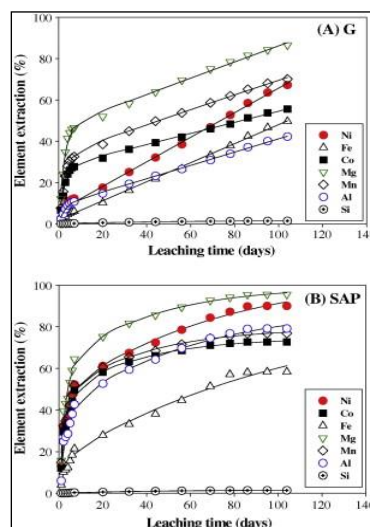 (A) G
Element extraction (%)
100
80
60
40
20
0
Ni
Fe
Co
Mg
Mn
Al
Si
0 20 40 60 80 100 120 140
Leaching time (days)
(B) SAP
Element extraction (%)
100
80
60
40
20
0
Ni
Co
Fe
Mg
Mn
Al
Si
0 20 40 60 80 100 120 140
Leaching time (days)